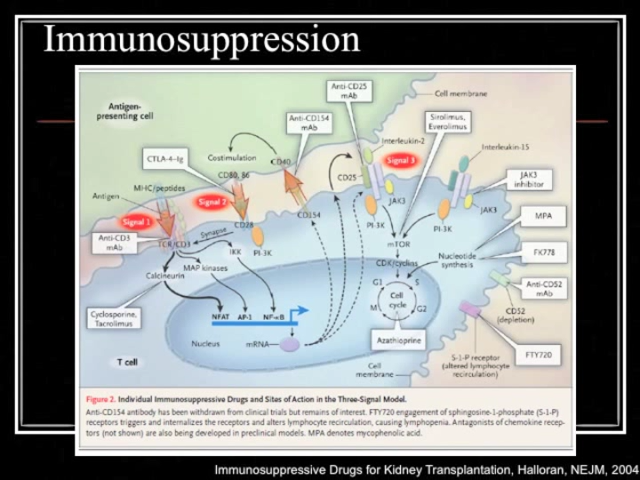 Immunosuppression
Antigen-
presenting cell
Anti-CD25
mAb
Cell membrane
Anti-CD154
mAb
Sirolimus,
Everolimus
Interleukin-2
Interleukin-15
Costimulation
CD40
CTLA-4–Ig
CD80, 86
Signal 3
CD25
JAK3
inhibitor
MHC/peptides
Antigen
Signal 2
JAK3
JAK3
CD154
MPA
Signal 1
CD28
PI-3K
PI-3K
Synapse
Anti-CD3
mAb
TCR/CD3
IKK
PI-3K
mTOR
FK778
MAP kinases
CDK/cyclins
Nucleotide
synthesis
Calcineurin
G1
S
Anti-CD52
mAb
Cell
cycle
Cyclosporine,
Tacrolimus
NFAT
AP-1
NF-κB
M
G2
CD52
(depletion)
Nucleus
mRNA
Azathioprine
FTY720
T cell
Cell
membrane
S-1-P receptor
(altered lymphocyte
recirculation)
Figure 2. Individual Immunosuppressive Drugs and Sites of Action in the Three-Signal Model.
Anti-CD154 antibody has been withdrawn from clinical trials but remains of interest. FTY720 engagement of sphingosine-1-phosphate (S-1-P)
receptors triggers and internalizes the receptors and alters lymphocyte recirculation, causing lymphopenia. Antagonists of chemokine recep-
tors (not shown) are also being developed in preclinical models. MPA denotes mycophenolic acid.
Immunosuppressive Drugs for Kidney Transplantation, Halloran, NEJM, 2004